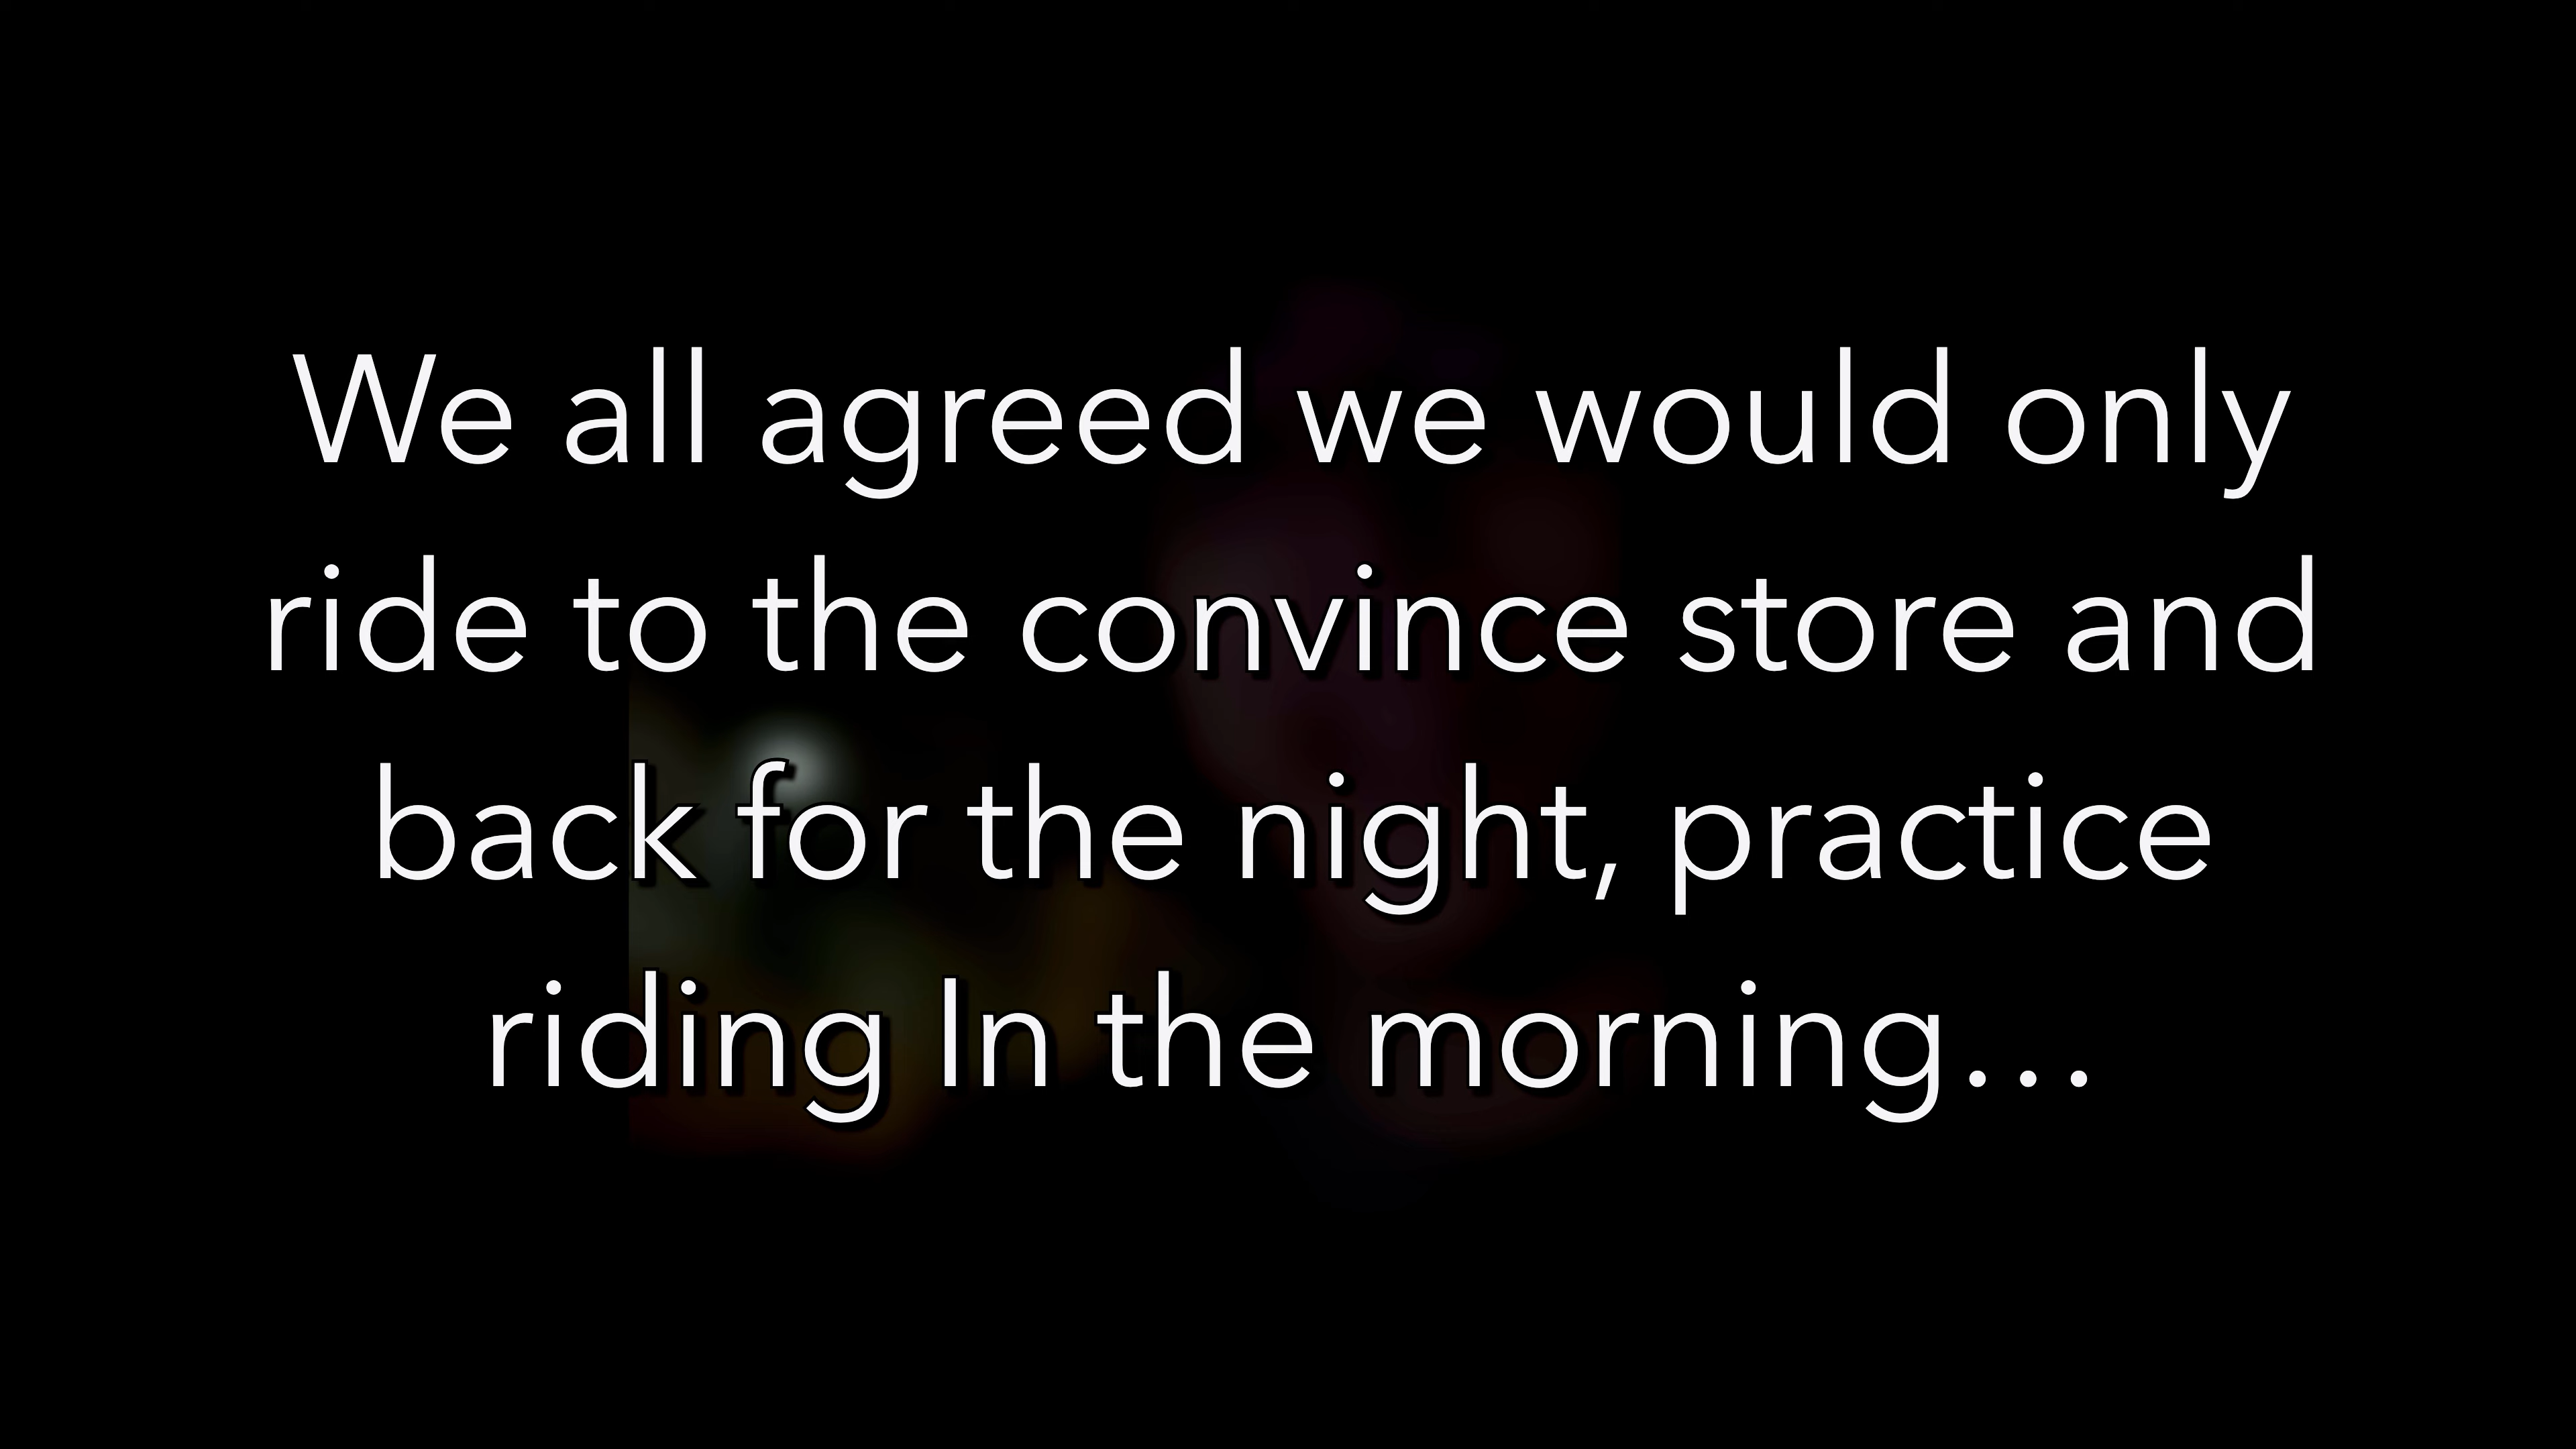 We all agreed we would only
ride to the convince store and
back for the night, practice
riding In the morning...